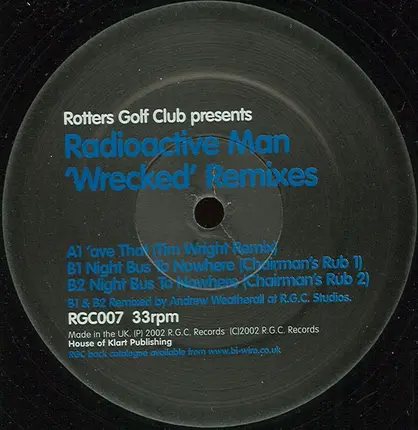 Rotters Golf Club presents
Radioactive Man
'Wrecked' Remixes
A1 'ave That (Tim Wright Remix)
B1 Night Bus To Nowhere (Chairman's Rub 1)
B2 Night Bus To Nowhere (Chairman's Rub 2)
B1 & B2 Remixed by Andrew Weatherall at R.G.C. Studios.
RGC007 33rpm
Made in the UK. (P) 2002 R.G.C. Records (C)2002 R.G.C. Records
House of Klart Publishing
RGC back catalogue available from www.bi-wire.co.uk